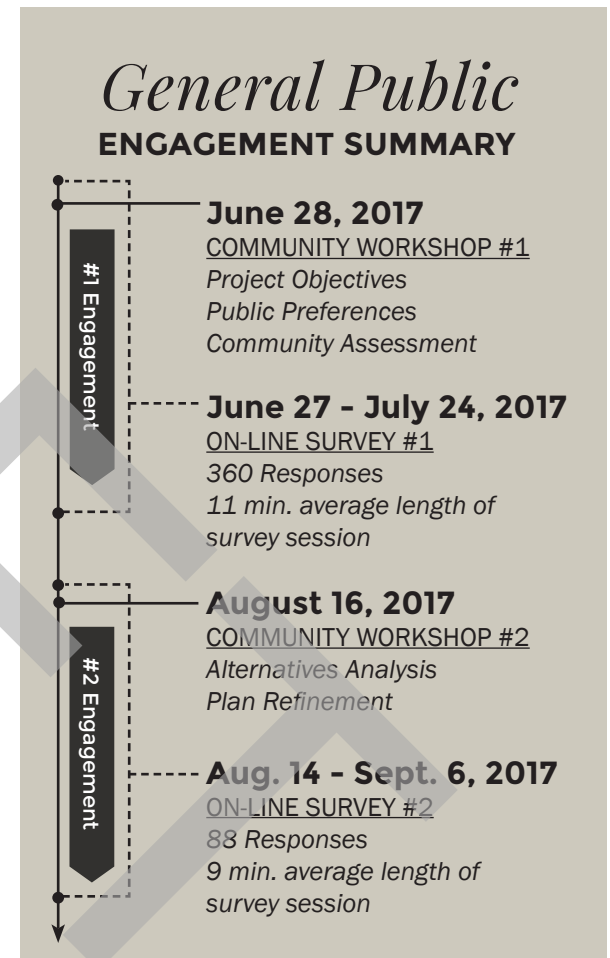 General Public
ENGAGEMENT SUMMARY
#1 Engagement
June 28, 2017
COMMUNITY WORKSHOP #1
Project Objectives
Public Preferences
Community Assessment
June 27 - July 24, 2017
ON-LINE SURVEY #1
360 Responses
11 min. average length of
survey session
#2 Engagement
August 16, 2017
COMMUNITY WORKSHOP #2
Alternatives Analysis
Plan Refinement
Aug. 14 - Sept. 6, 2017
ON-LINE SURVEY #2
88 Responses
9 min. average length of
survey session